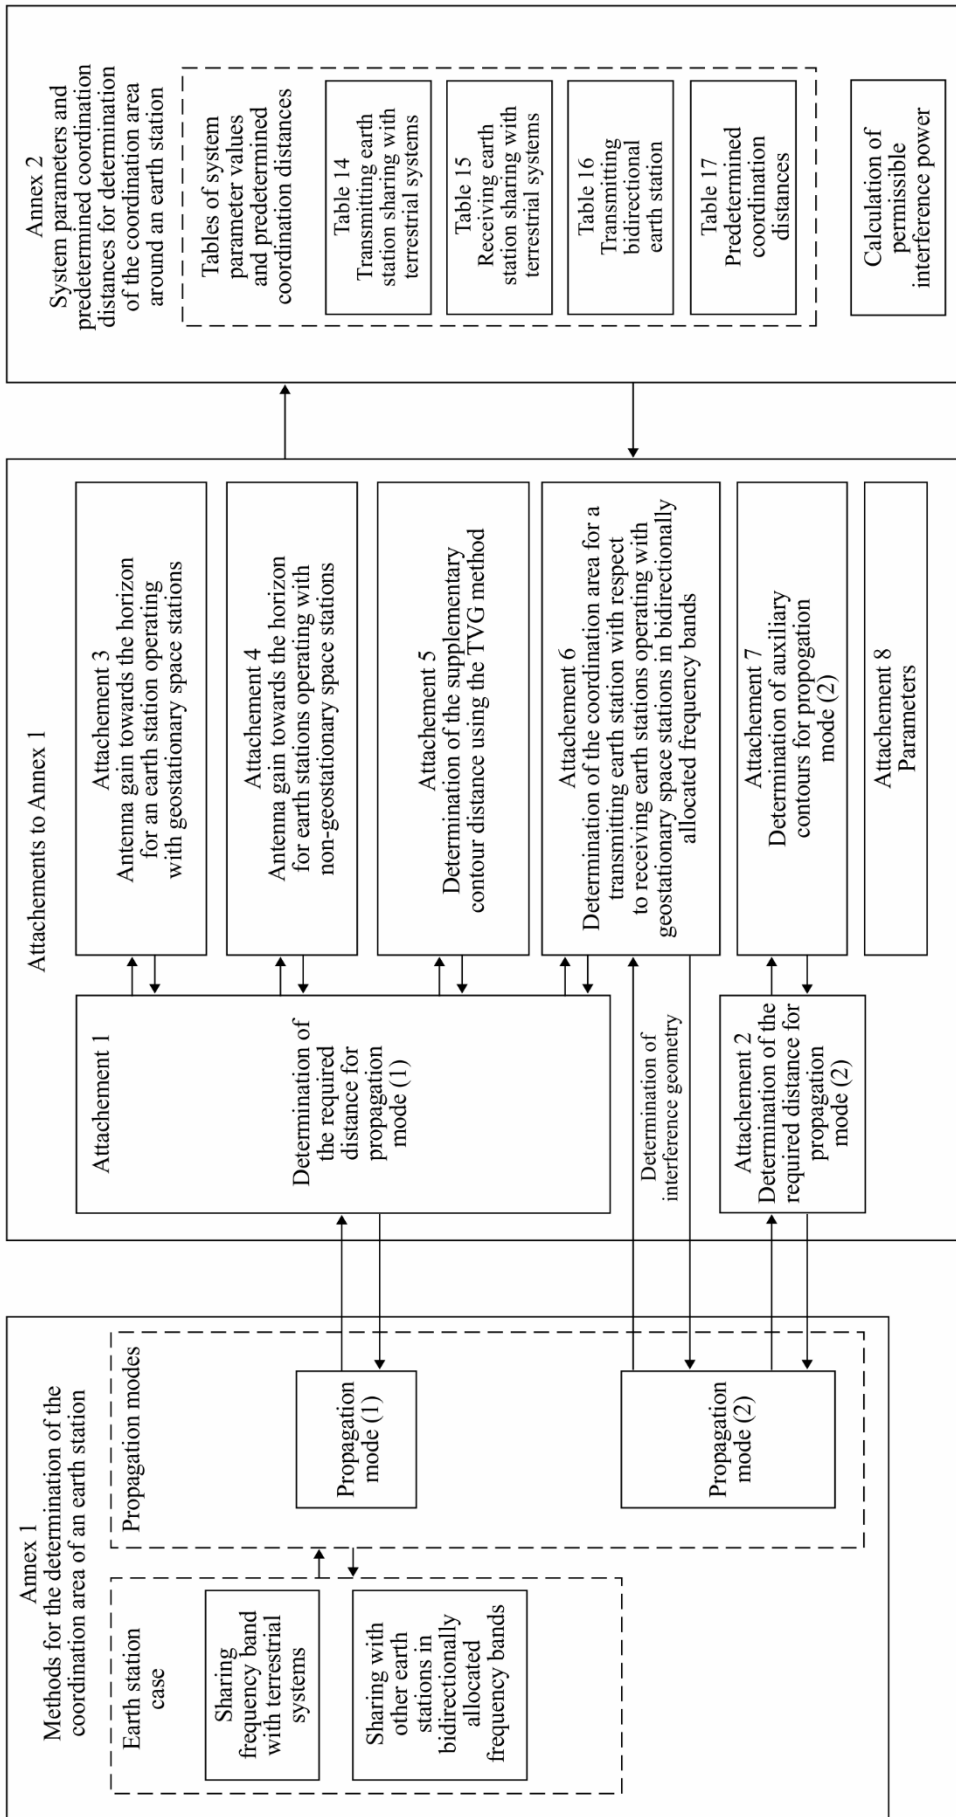 Annex 1
Methods for the determination of the
coordination area of an earth station
Earth station
case
Sharing
frequency band
with terrestrial
systems
Sharing with
other earth
stations in
bidirectionally
allocated
frequency bands
Propagation modes
Propagation
mode (1)
Propagation
mode (2)
Attachements to Annex 1
Attachement 1
Determination of
the required
distance for
propagation
mode (1)
Determination of
interference geometry
Attachement 2
Determination of the
required distance for
propagation
mode (2)
Attachement 3
Antenna gain towards the horizon
for an earth station operating
with geostationary space stations
Attachement 4
Antenna gain towards the horizon
for earth stations operating with
non-geostationary space stations
Attachement 5
Determination of the supplementary
contour distance using the TVG method
Attachement 6
Determination of the coordination area for a
transmitting earth station with respect
to receiving earth stations operating with
geostationary space stations in bidirectionally
allocated frequency bands
Attachement 7
Determination of auxiliary
contours for propogation
mode (2)
Attachement 8
Parameters
Annex 2
System parameters and
predetermined coordination
distances for determination
of the coordination area
around an earth station
Tables of system
parameter values
and predetermined
coordination distances
Table 14
Transmitting earth
station sharing with
terrestrial systems
Table 15
Receiving earth
station sharing with
terrestrial systems
Table 16
Transmitting
bidirectional
earth station
Table 17
Predetermined
coordination
distances
Calculation of
permissible
interference power